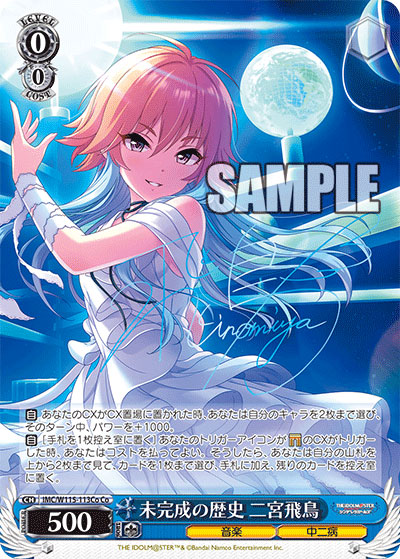 LEVEL
0
0
COST
SAMPLE
inomiya
自 あなたのCXがCX置場に置かれた時、あなたは自分のキャラを2枚まで選び、
そのターン中、パワーを+1000。
自 [手札を1枚控え室に置く] あなたのトリガーアイコンが のCXがトリガー
した時、あなたはコストを払ってよい。そうしたら、あなたは自分の山札
を上から2枚まで見て、カードを1枚まで選び、手札に加え、残りのカードを控え室
に置く。
IMC/W115-113CoCo
500
未完成の歴史 二宮飛鳥
音楽
中二病
THE IDOLM@STER™ & ©Bandai Namco Entertainment Inc.